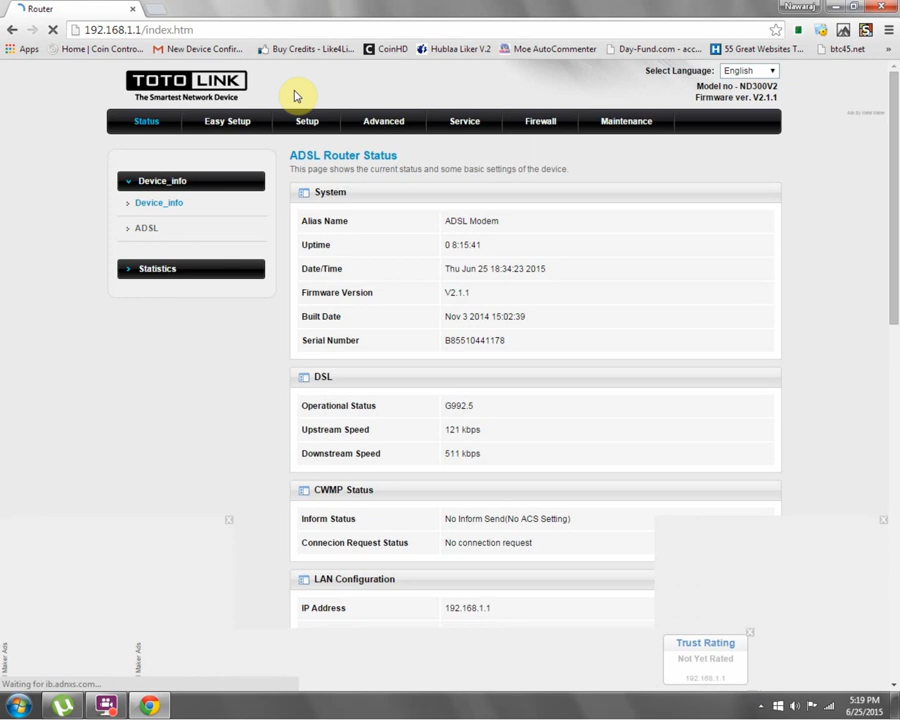 Router
Nawaraj
192.168.1.1/index.htm
Apps
Home | Coin Contro...
New Device Confir...
Buy Credits - Like4Li...
CoinHD
Hublaa Liker V.2
Moe AutoCommenter
Day-Fund.com - acc...
55 Great Websites T...
btc45.net
»
TOTO LINK
The Smartest Network Device
Select Language: English
Model no - ND300V2
Firmware ver. V2.1.1
Status Easy Setup Setup Advanced Service Firewall Maintenance
Device_info
Device_info
ADSL
Statistics
ADSL Router Status
This page shows the current status and some basic settings of the device.
System
Alias Name ADSL Modem
Uptime 0 8:15:41
Date/Time Thu Jun 25 18:34:23 2015
Firmware Version V2.1.1
Built Date Nov 3 2014 15:02:39
Serial Number B85510441178
DSL
Operational Status G992.5
Upstream Speed 121 kbps
Downstream Speed 511 kbps
CWMP Status
Inform Status No Inform Send(No ACS Setting)
Connecion Request Status No connection request
LAN Configuration
IP Address 192.168.1.1
Maker Ads
Maker Ads
Trust Rating
Not Yet Rated
192.168.1.1
Waiting for ib.adnxs.com...
5:19 PM
6/25/2015